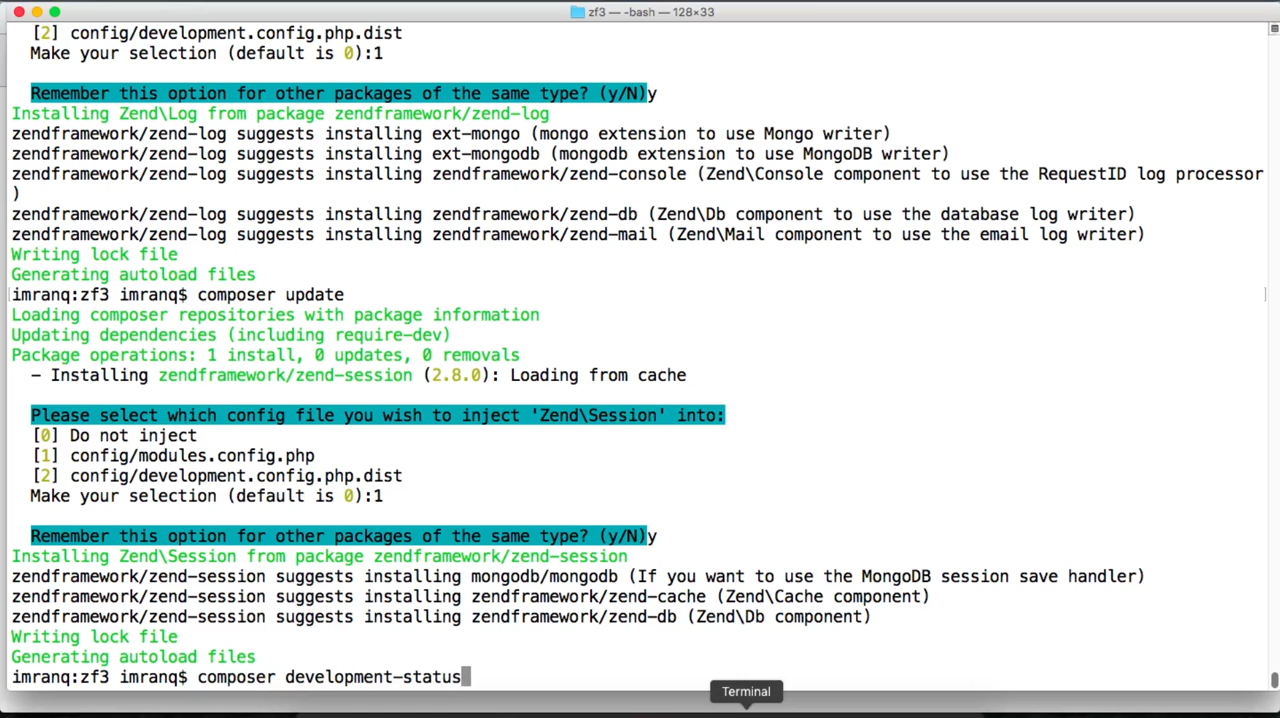 zf3 — -bash — 128×33
[2] config/development.config.php.dist
Make your selection (default is 0):1
Remember this option for other packages of the same type? (y/N)y
Installing Zend\Log from package zendframework/zend-log
zendframework/zend-log suggests installing ext-mongo (mongo extension to use Mongo writer)
zendframework/zend-log suggests installing ext-mongodb (mongodb extension to use MongoDB writer)
zendframework/zend-log suggests installing zendframework/zend-console (Zend\Console component to use the RequestID log processor
)
zendframework/zend-log suggests installing zendframework/zend-db (Zend\Db component to use the database log writer)
zendframework/zend-log suggests installing zendframework/zend-mail (Zend\Mail component to use the email log writer)
Writing lock file
Generating autoload files
imranq:zf3 imranq$ composer update
Loading composer repositories with package information
Updating dependencies (including require-dev)
Package operations: 1 install, 0 updates, 0 removals
- Installing zendframework/zend-session (2.8.0): Loading from cache
Please select which config file you wish to inject 'Zend\Session' into:
[0] Do not inject
[1] config/modules.config.php
[2] config/development.config.php.dist
Make your selection (default is 0):1
Remember this option for other packages of the same type? (y/N)y
Installing Zend\Session from package zendframework/zend-session
zendframework/zend-session suggests installing mongodb/mongodb (If you want to use the MongoDB session save handler)
zendframework/zend-session suggests installing zendframework/zend-cache (Zend\Cache component)
zendframework/zend-session suggests installing zendframework/zend-db (Zend\Db component)
Writing lock file
Generating autoload files
imranq:zf3 imranq$ composer development-status
Terminal